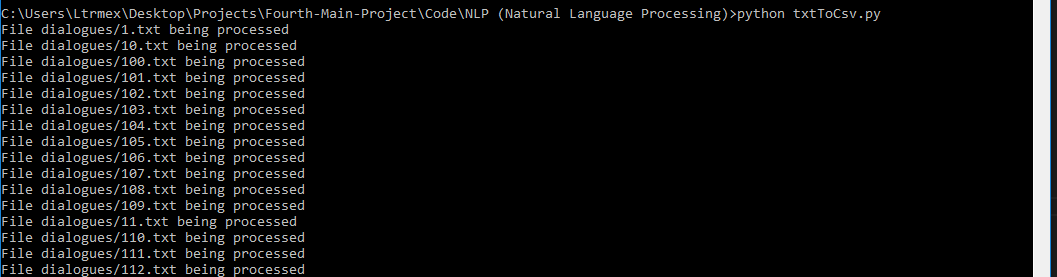 C:\Users\Ltrmex\Desktop\Projects\Fourth-Main-Project\Code\NLP (Natural Language Processing)>python txtToCsv.py
File dialogues/1.txt being processed
File dialogues/10.txt being processed
File dialogues/100.txt being processed
File dialogues/101.txt being processed
File dialogues/102.txt being processed
File dialogues/103.txt being processed
File dialogues/104.txt being processed
File dialogues/105.txt being processed
File dialogues/106.txt being processed
File dialogues/107.txt being processed
File dialogues/108.txt being processed
File dialogues/109.txt being processed
File dialogues/11.txt being processed
File dialogues/110.txt being processed
File dialogues/111.txt being processed
File dialogues/112.txt being processed